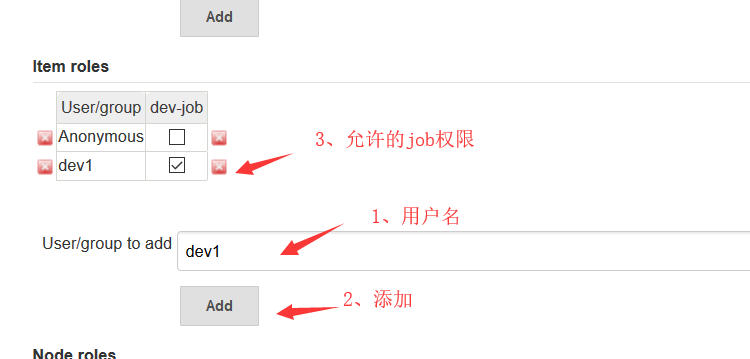 Add
Item roles
User/group dev-job
Anonymous
dev1
3、允许的job权限
1、用户名
User/group to add dev1
Add
2、添加
Node roles